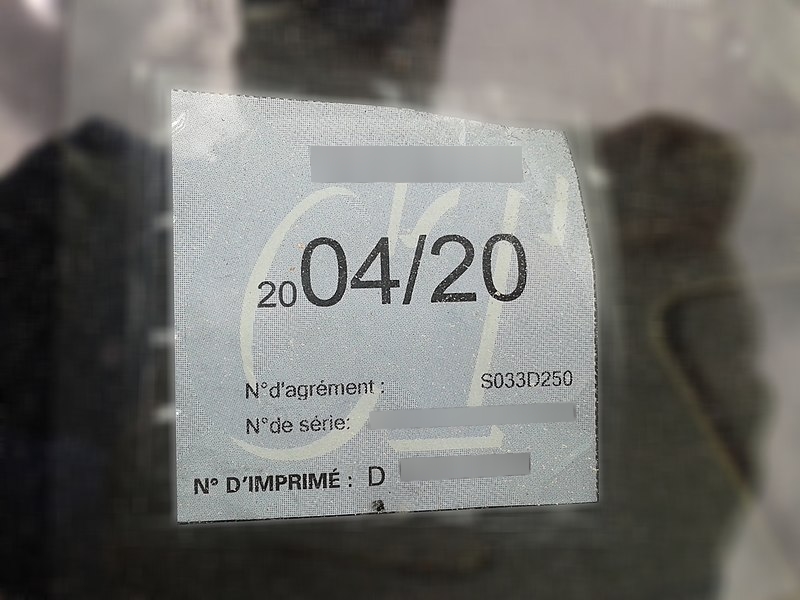 2004/20
N°d'agrément : S033D250
N°de série:
N° D'IMPRIMÉ : D